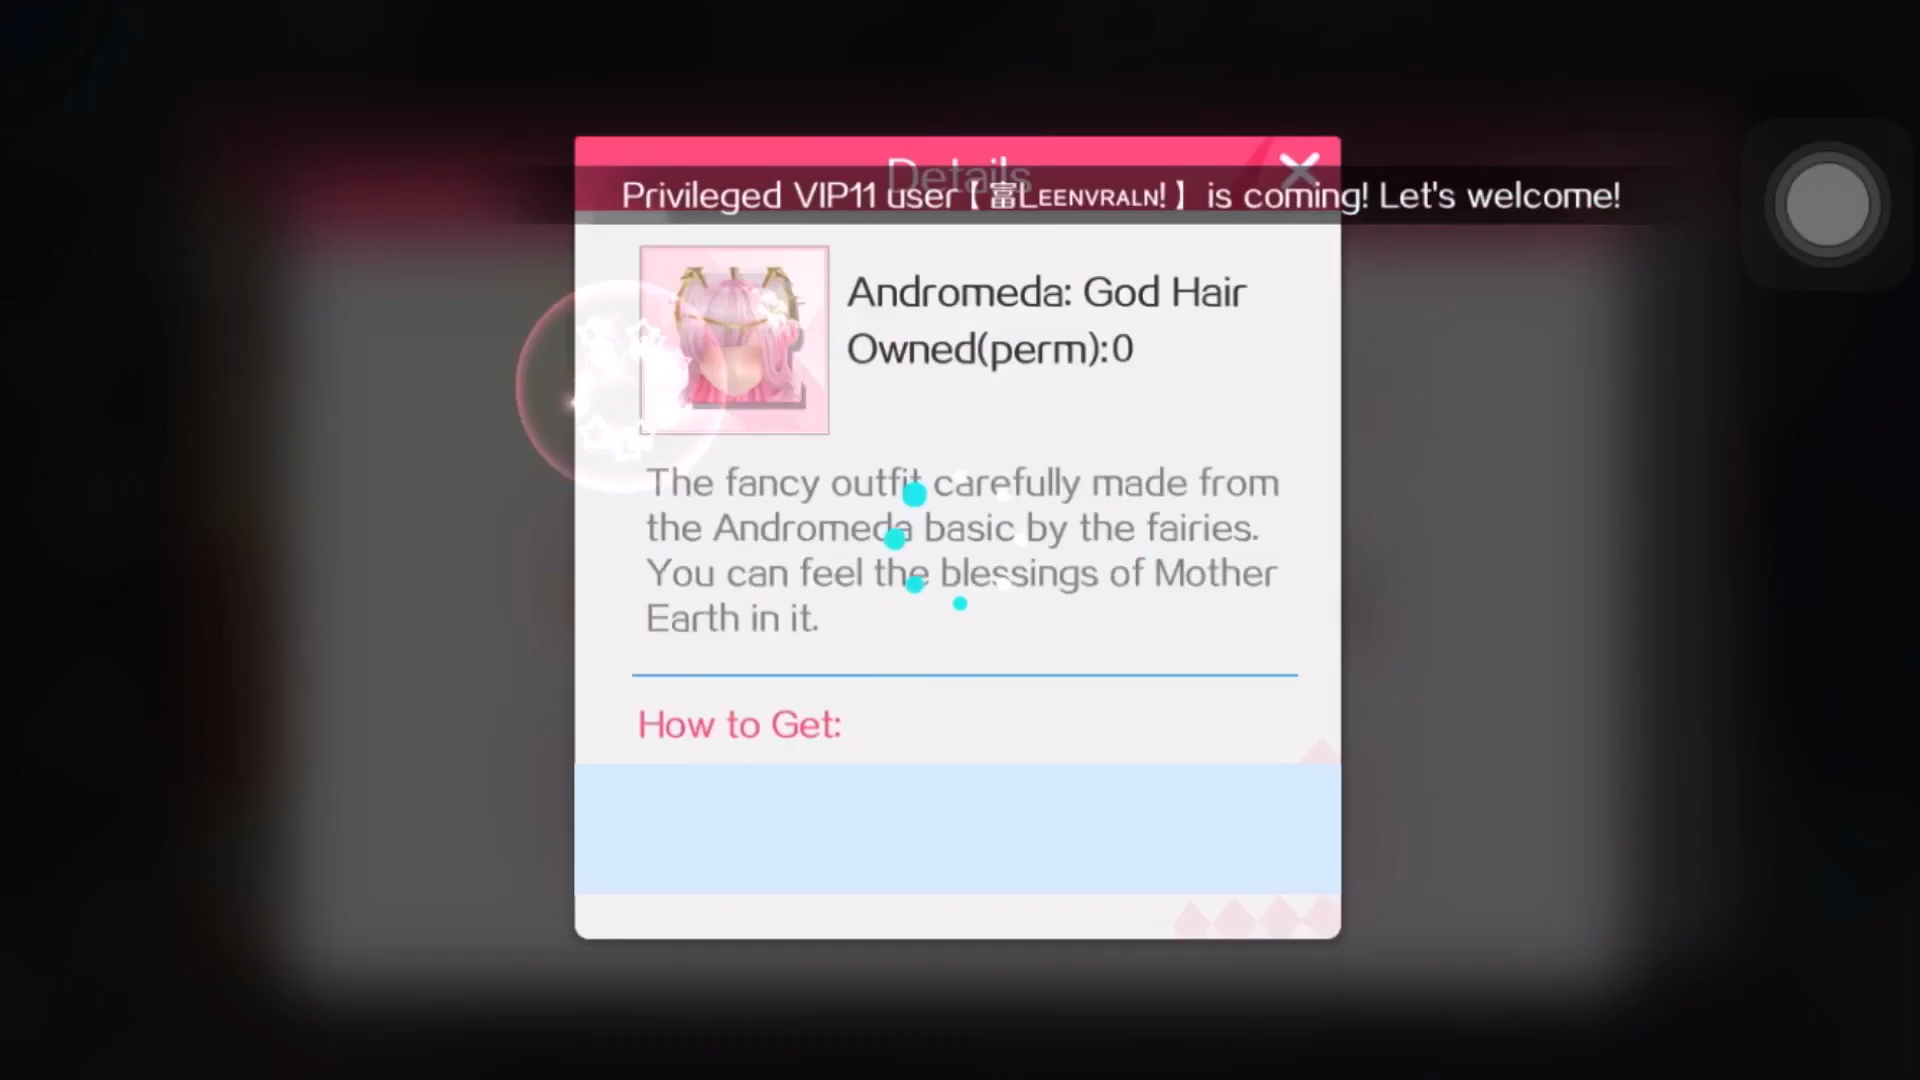 Details
Privileged VIP11 user【富LEENVRALN!】 is coming! Let's welcome!
Andromeda: God Hair
Owned(perm):0
The fancy outfit carefully made from
the Andromeda basic by the fairies.
You can feel the blessings of Mother
Earth in it.
How to Get: